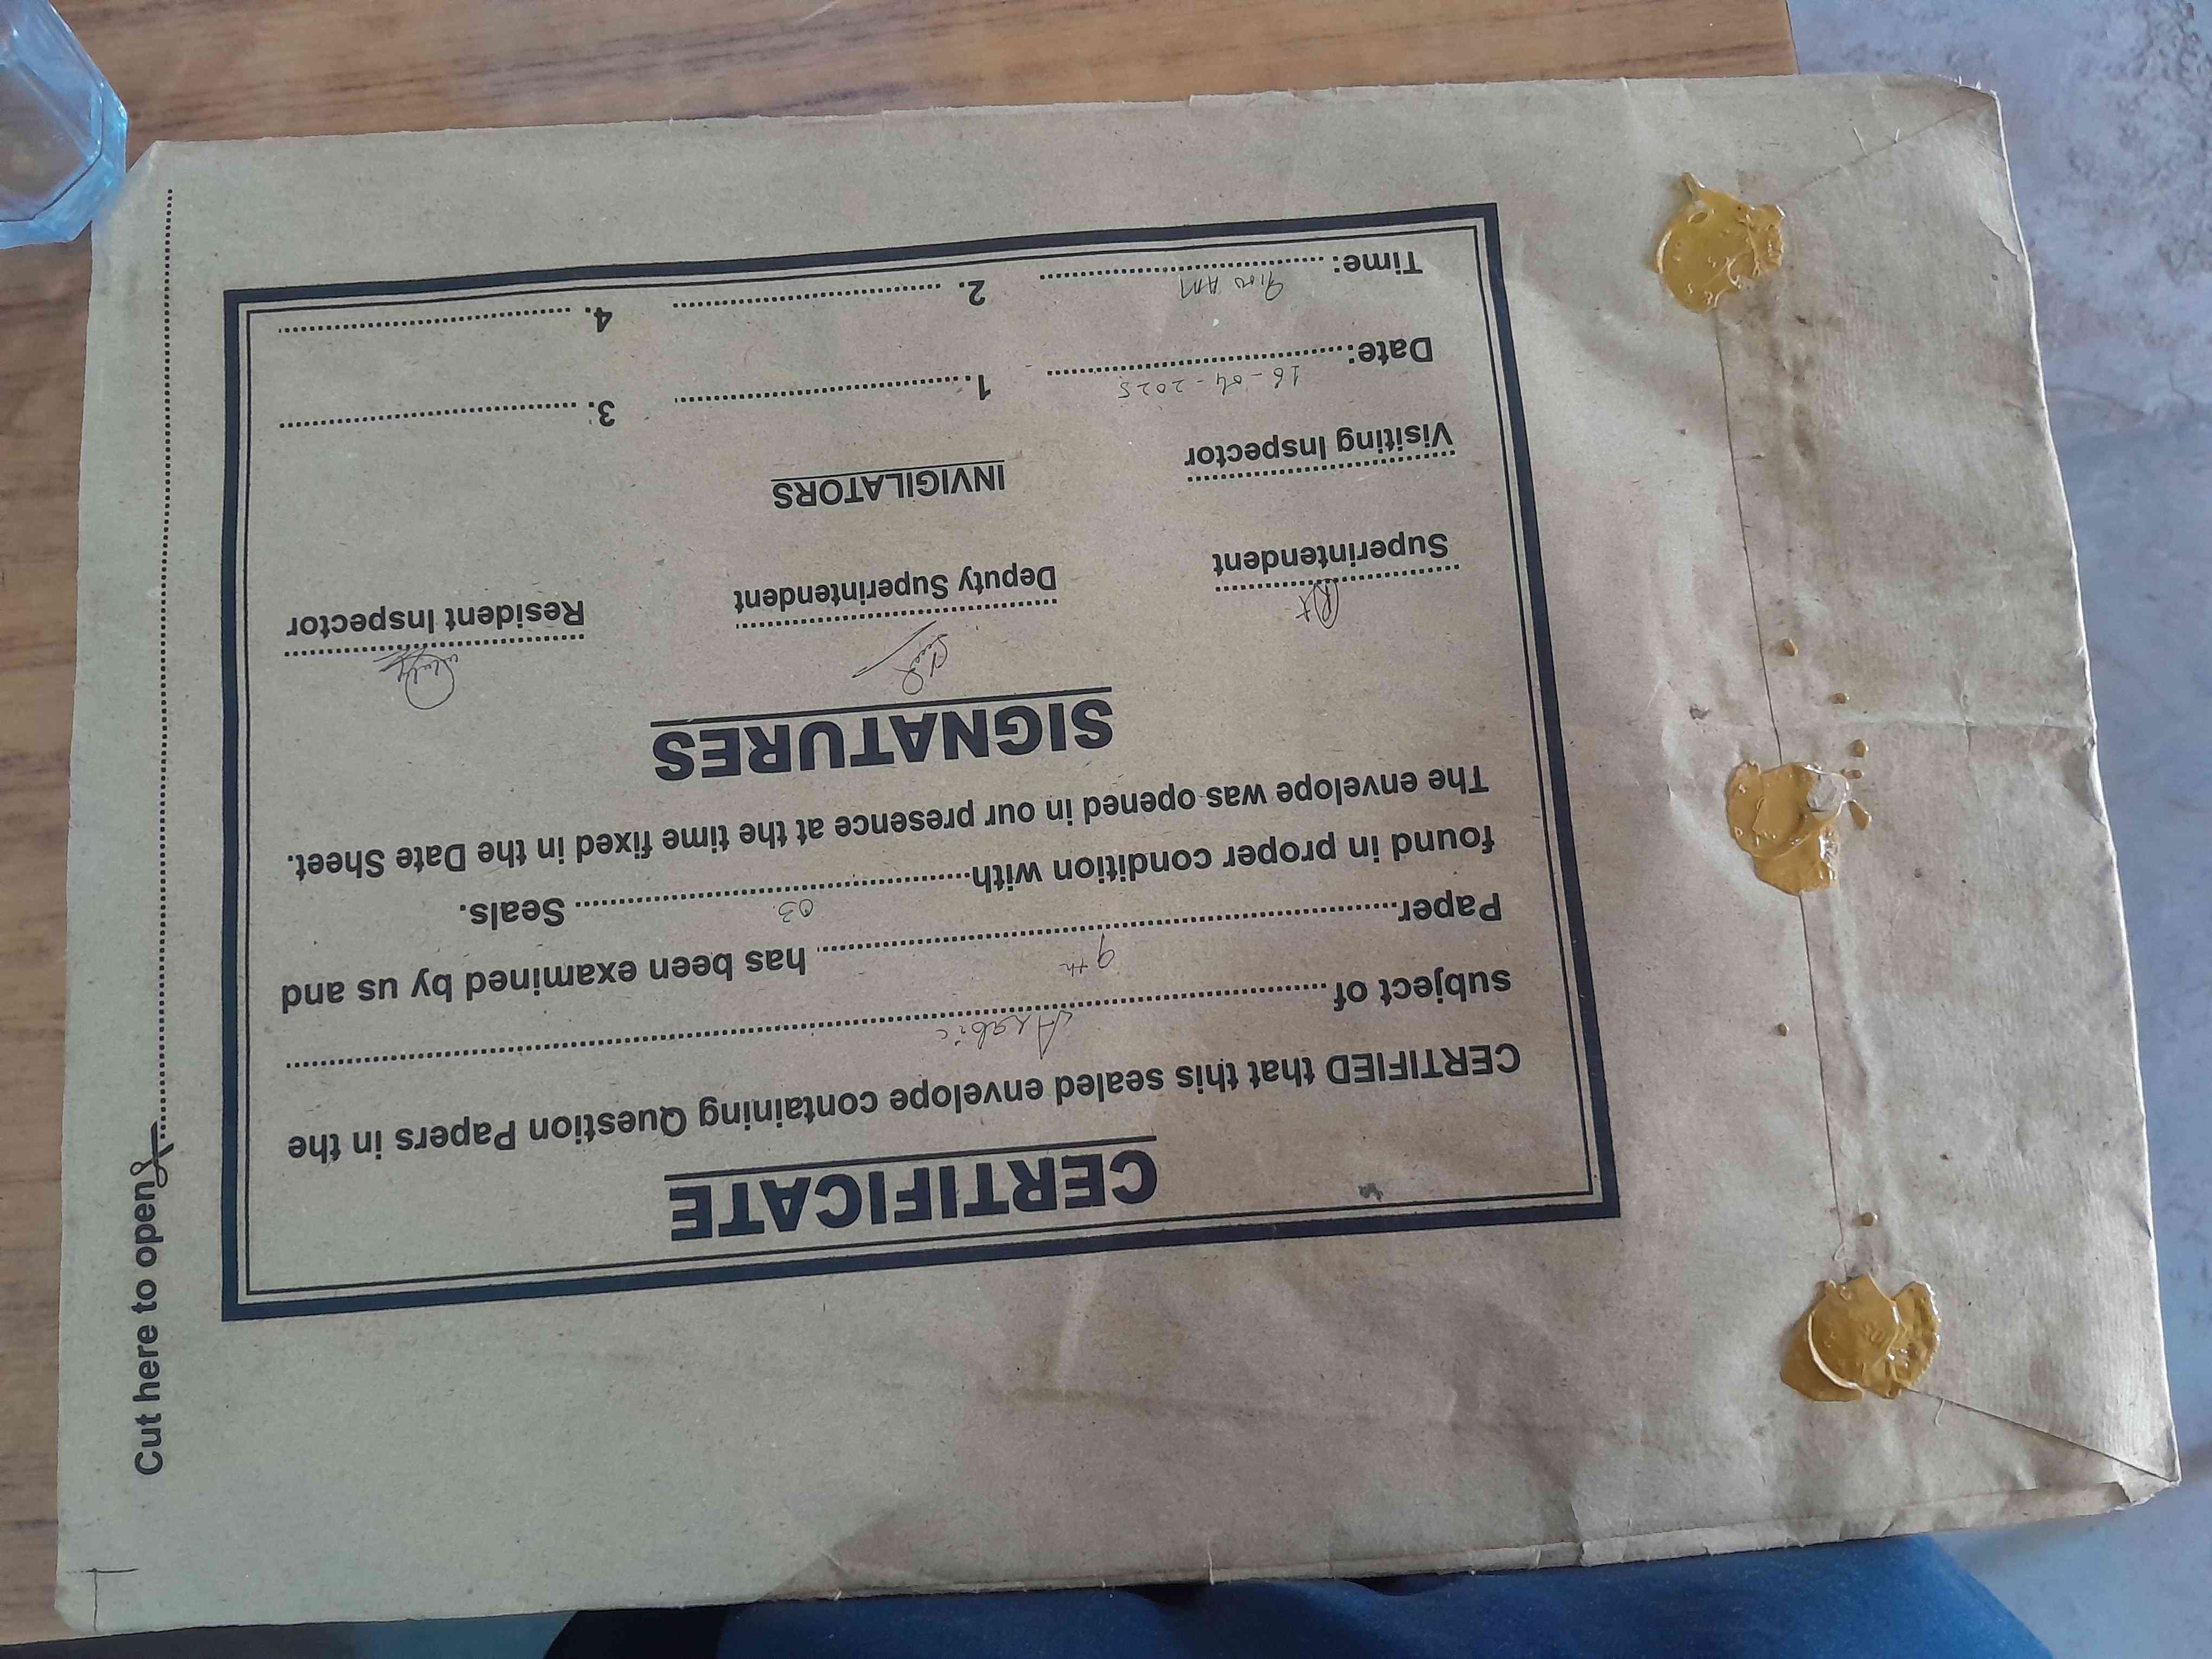 CERTIFICATE
CERTIFIED that this sealed envelope containing Question Papers in the
subject of Arabic
Paper 9th has been examined by us and
found in proper condition with 03 Seals.
The envelope was opened in our presence at the time fixed in the Date Sheet.
SIGNATURES
Superintendent Deputy Superintendent Resident Inspector
Visiting Inspector INVIGILATORS
Date: 16-04-2025 1. 3.
Time: 9:00 AM 2. 4.
Cut here to open